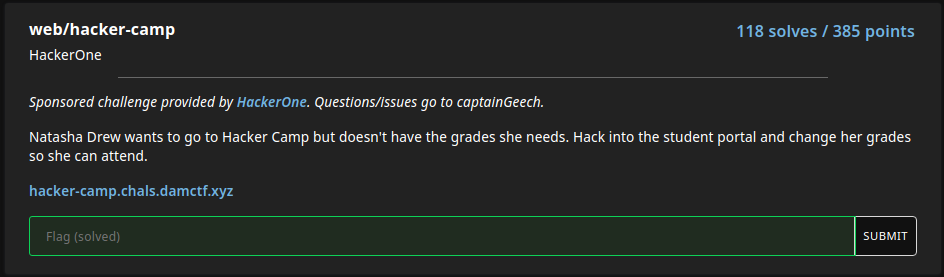 web/hacker-camp
118 solves / 385 points
HackerOne
Sponsored challenge provided by HackerOne. Questions/issues go to captainGeech.
Natasha Drew wants to go to Hacker Camp but doesn't have the grades she needs. Hack into the student portal and change her grades
so she can attend.
hacker-camp.chals.damctf.xyz
Flag (solved)
SUBMIT